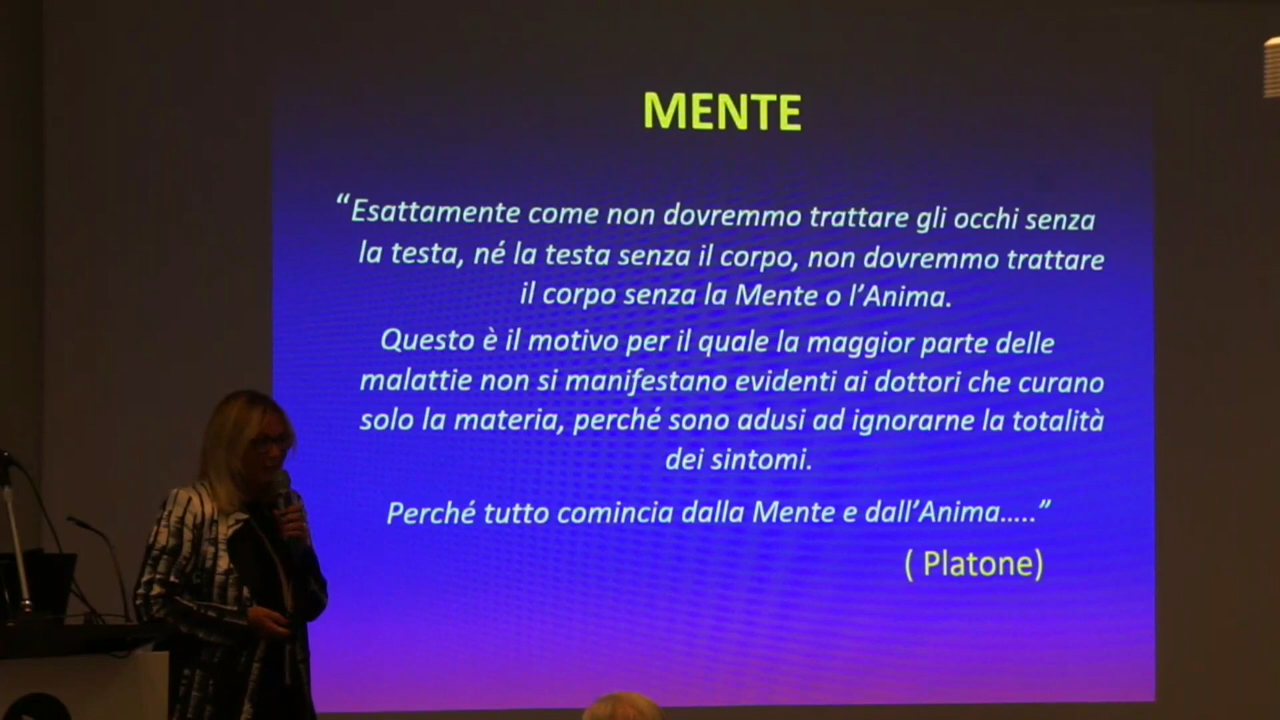 MENTE
“Esattamente come non dovremmo trattare gli occhi senza
la testa, né la testa senza il corpo, non dovremmo trattare
il corpo senza la Mente o l’Anima.
Questo è il motivo per il quale la maggior parte delle
malattie non si manifestano evidenti ai dottori che curano
solo la materia, perché sono adusi ad ignorarne la totalità
dei sintomi.
Perché tutto comincia dalla Mente e dall’Anima…..”
( Platone)